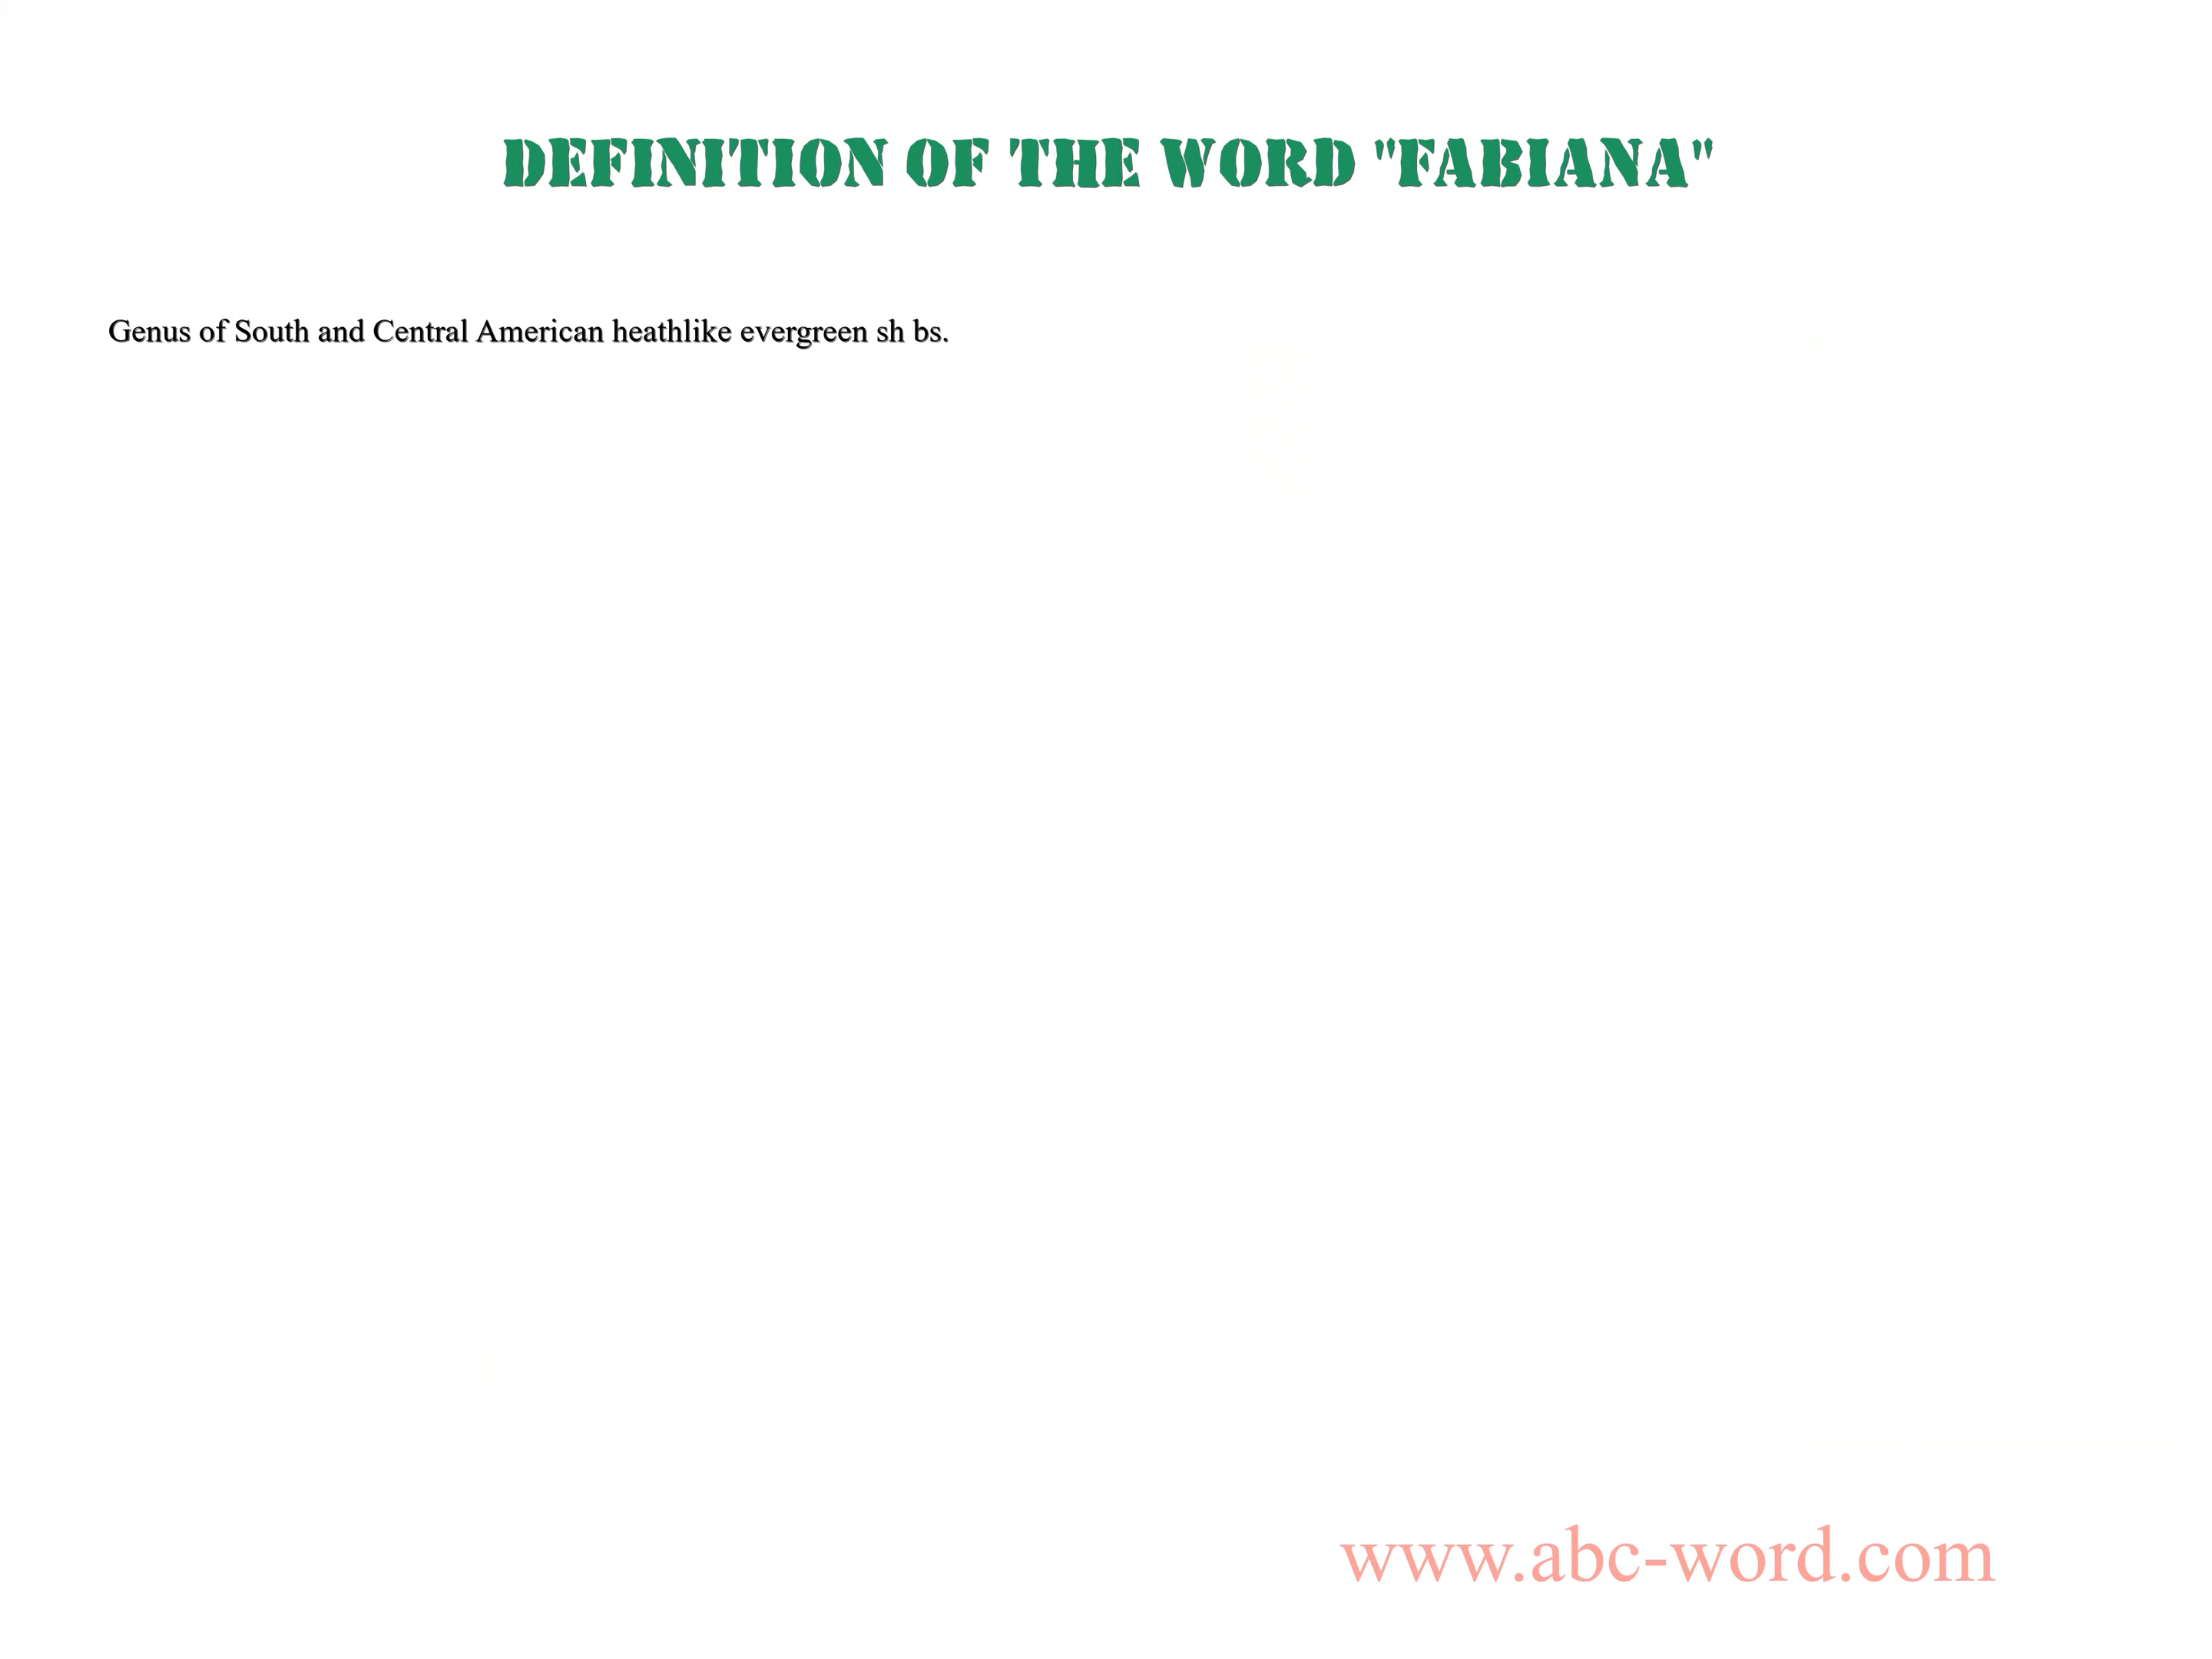 DEFINITION OF THE WORD "FABIANA"
Genus of South and Central American heathlike evergreen sh bs.
www.abc-word.com